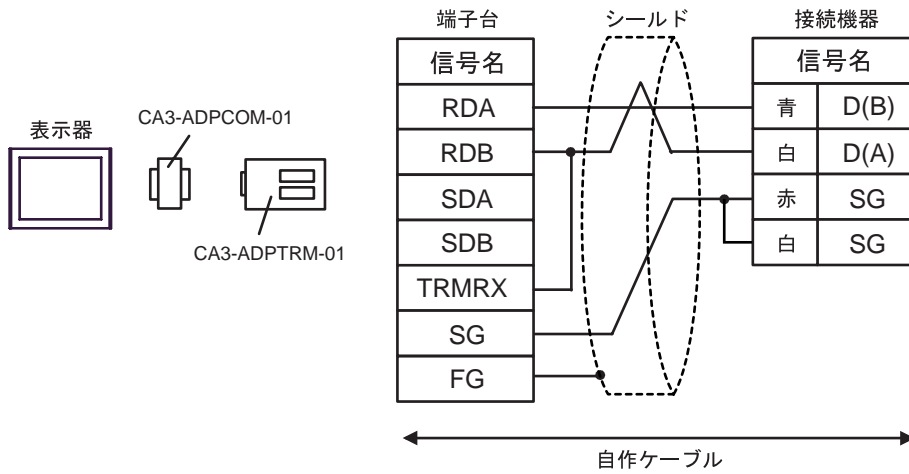 表示器
CA3-ADPCOM-01
CA3-ADPTRM-01
端子台
シールド
接続機器
信号名
RDA
RDB
SDA
SDB
TRMRX
SG
FG
信号名
青 D(B)
白 D(A)
赤 SG
白 SG
自作ケーブル